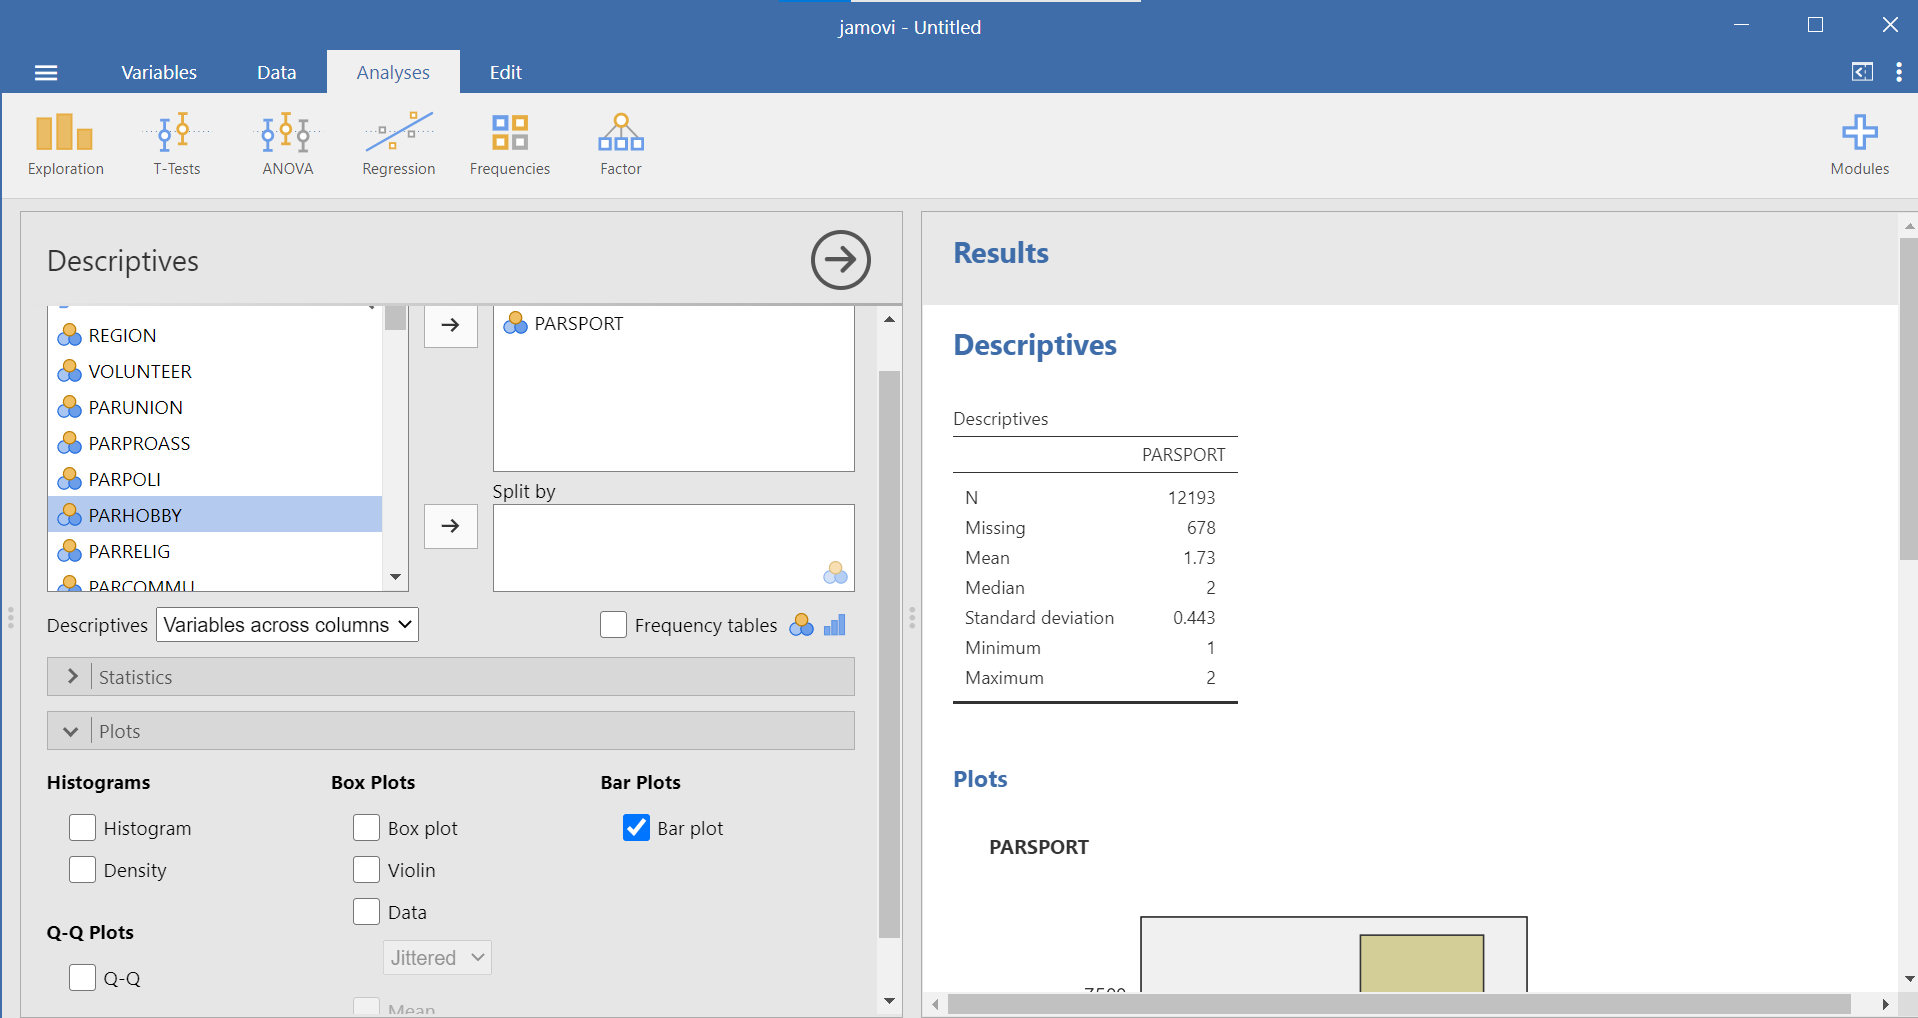 jamovi - Untitled
Variables Data Analyses Edit
Exploration T-Tests ANOVA Regression Frequencies Factor Modules
Descriptives
REGION
VOLUNTEER
PARUNION
PARPROASS
PARPOLI
PARHOBBY
PARRELIG
PARCOMMU
PARSPORT
Split by
Descriptives Variables across columns Frequency tables
Statistics
Plots
Histograms Box Plots Bar Plots
Histogram Box plot Bar plot
Density Violin
Data
Q-Q Plots
Jittered
Q-Q
Mean
Results
Descriptives
Descriptives
PARSPORT
N 12193
Missing 678
Mean 1.73
Median 2
Standard deviation 0.443
Minimum 1
Maximum 2
Plots
PARSPORT
7500